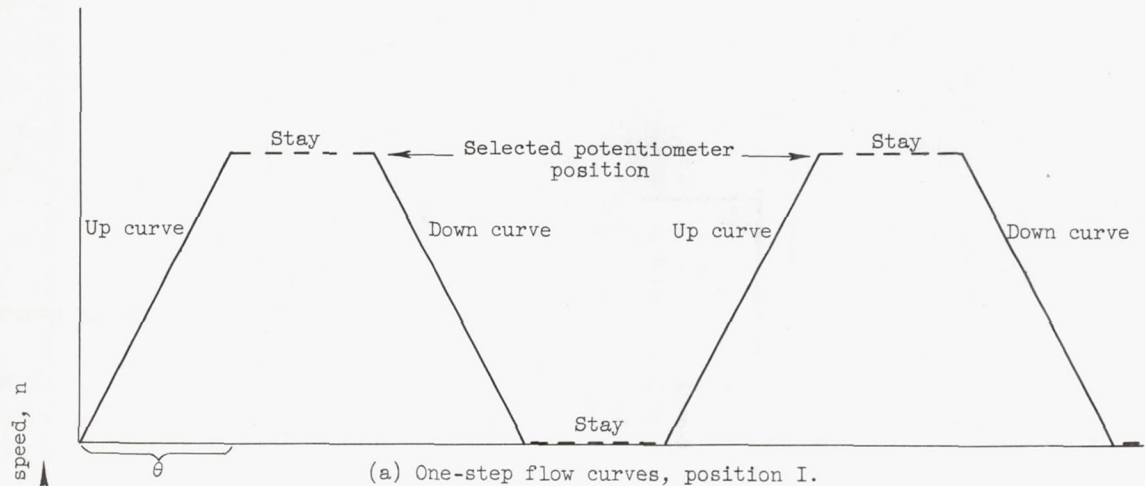 Stay
Stay
Selected potentiometer
position
Up curve
Down curve
Up curve
Down curve
Stay
speed, n
θ
(a) One-step flow curves, position I.